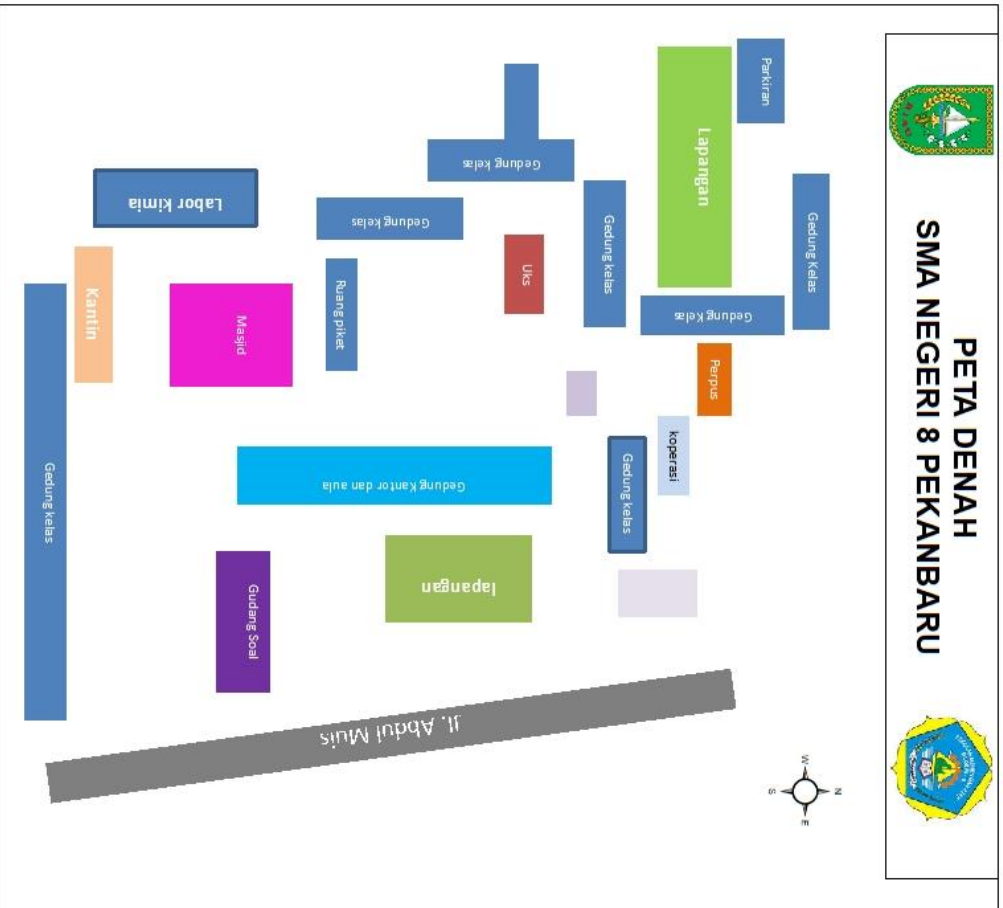 PETA DENAH
SMA NEGERI 8 PEKANBARU
RIAU
Parkiran
Gedung Kelas
N
W
E
S
Lapangan
Gedung Kelas
Perpus
koperasi
Gedung kelas
Gedung kelas
Gedung kelas
Uks
lapangan
Gedung kelas
Ruang piket
Gedung Kantor dan aula
Jl. Abdul Muis
Masjid
Gudang Soal
Labor kimia
Kantin
Gedung kelas